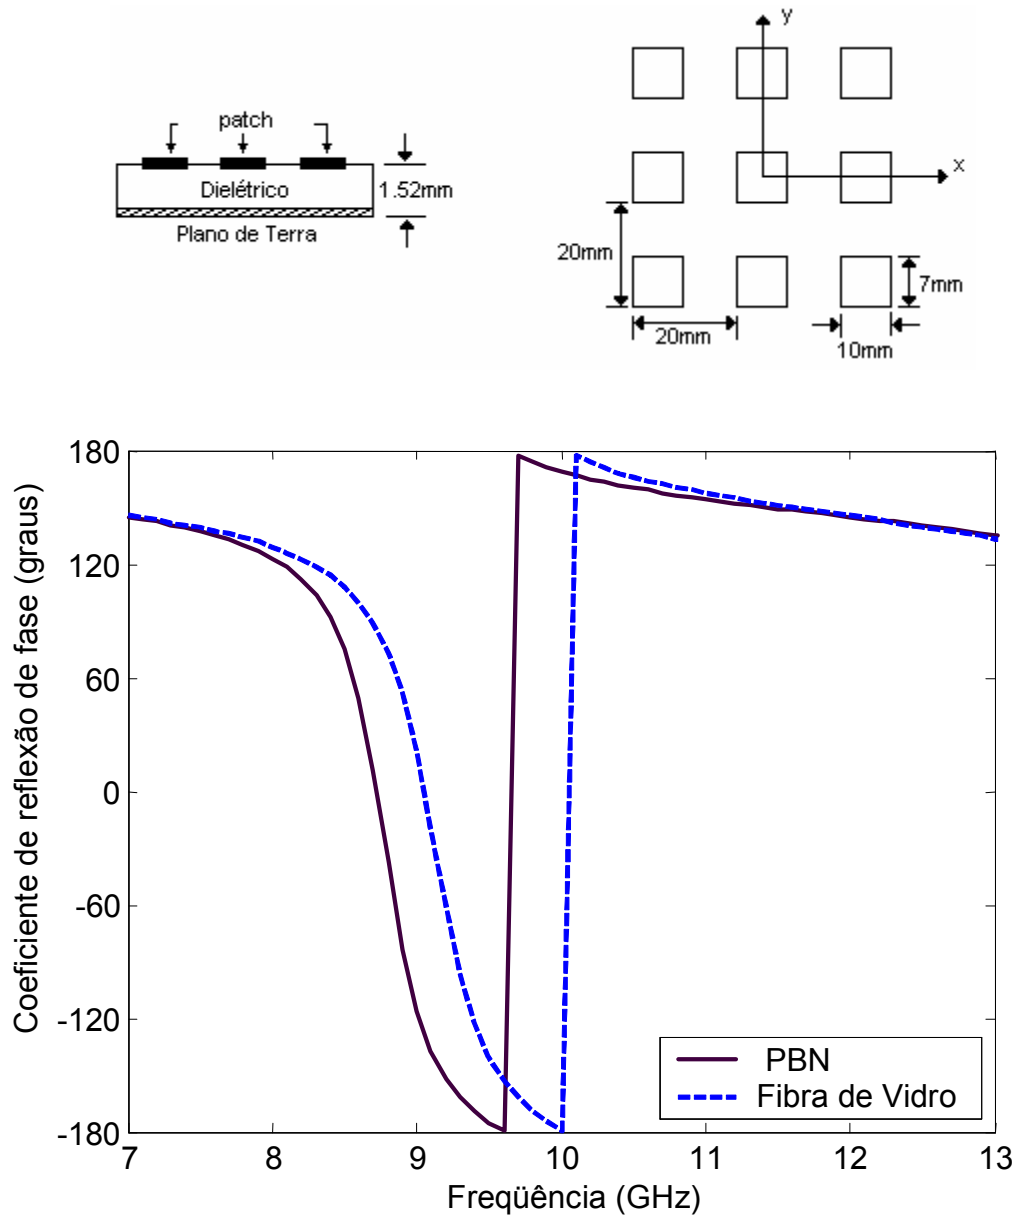 patch
Dielétrico
1.52mm
Plano de Terra
y
x
20mm
7mm
20mm
10mm
Coeficiente de reflexão de fase (graus)
180
120
60
0
-60
-120
-180
7 8 9 10 11 12 13
Freqüência (GHz)
PBN
Fibra de Vidro